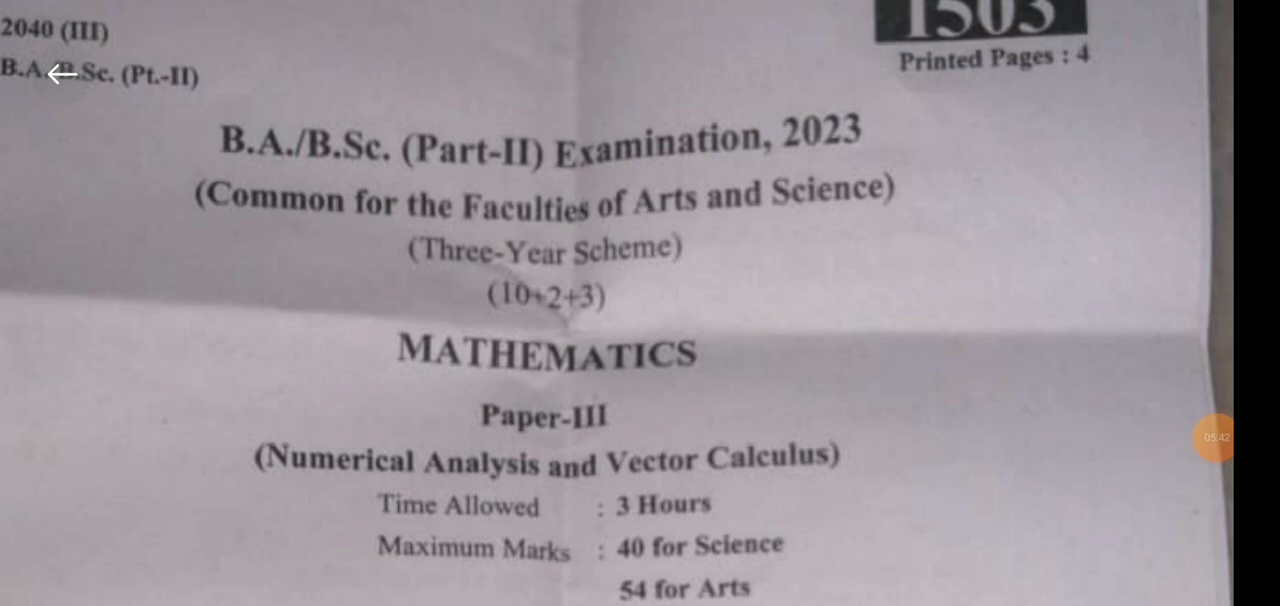 2040 (III)
1503
B.A./B.Sc. (Pt.-II)
Printed Pages : 4
B.A./B.Sc. (Part-II) Examination, 2023
(Common for the Faculties of Arts and Science)
(Three-Year Scheme)
(10+2+3)
MATHEMATICS
Paper-III
(Numerical Analysis and Vector Calculus)
Time Allowed : 3 Hours
Maximum Marks : 40 for Science
54 for Arts
05:42